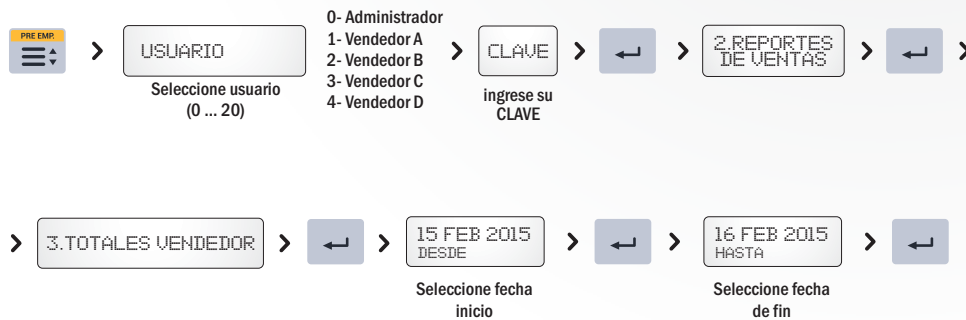 PRE EMP.
USUARIO
Seleccione usuario
(0 ... 20)
0- Administrador
1- Vendedor A
2- Vendedor B
3- Vendedor C
4- Vendedor D
CLAVE
ingrese su
CLAVE
2.REPORTES
DE VENTAS
3.TOTALES VENDEDOR
15 FEB 2015
DESDE
Seleccione fecha
inicio
16 FEB 2015
HASTA
Seleccione fecha
de fin